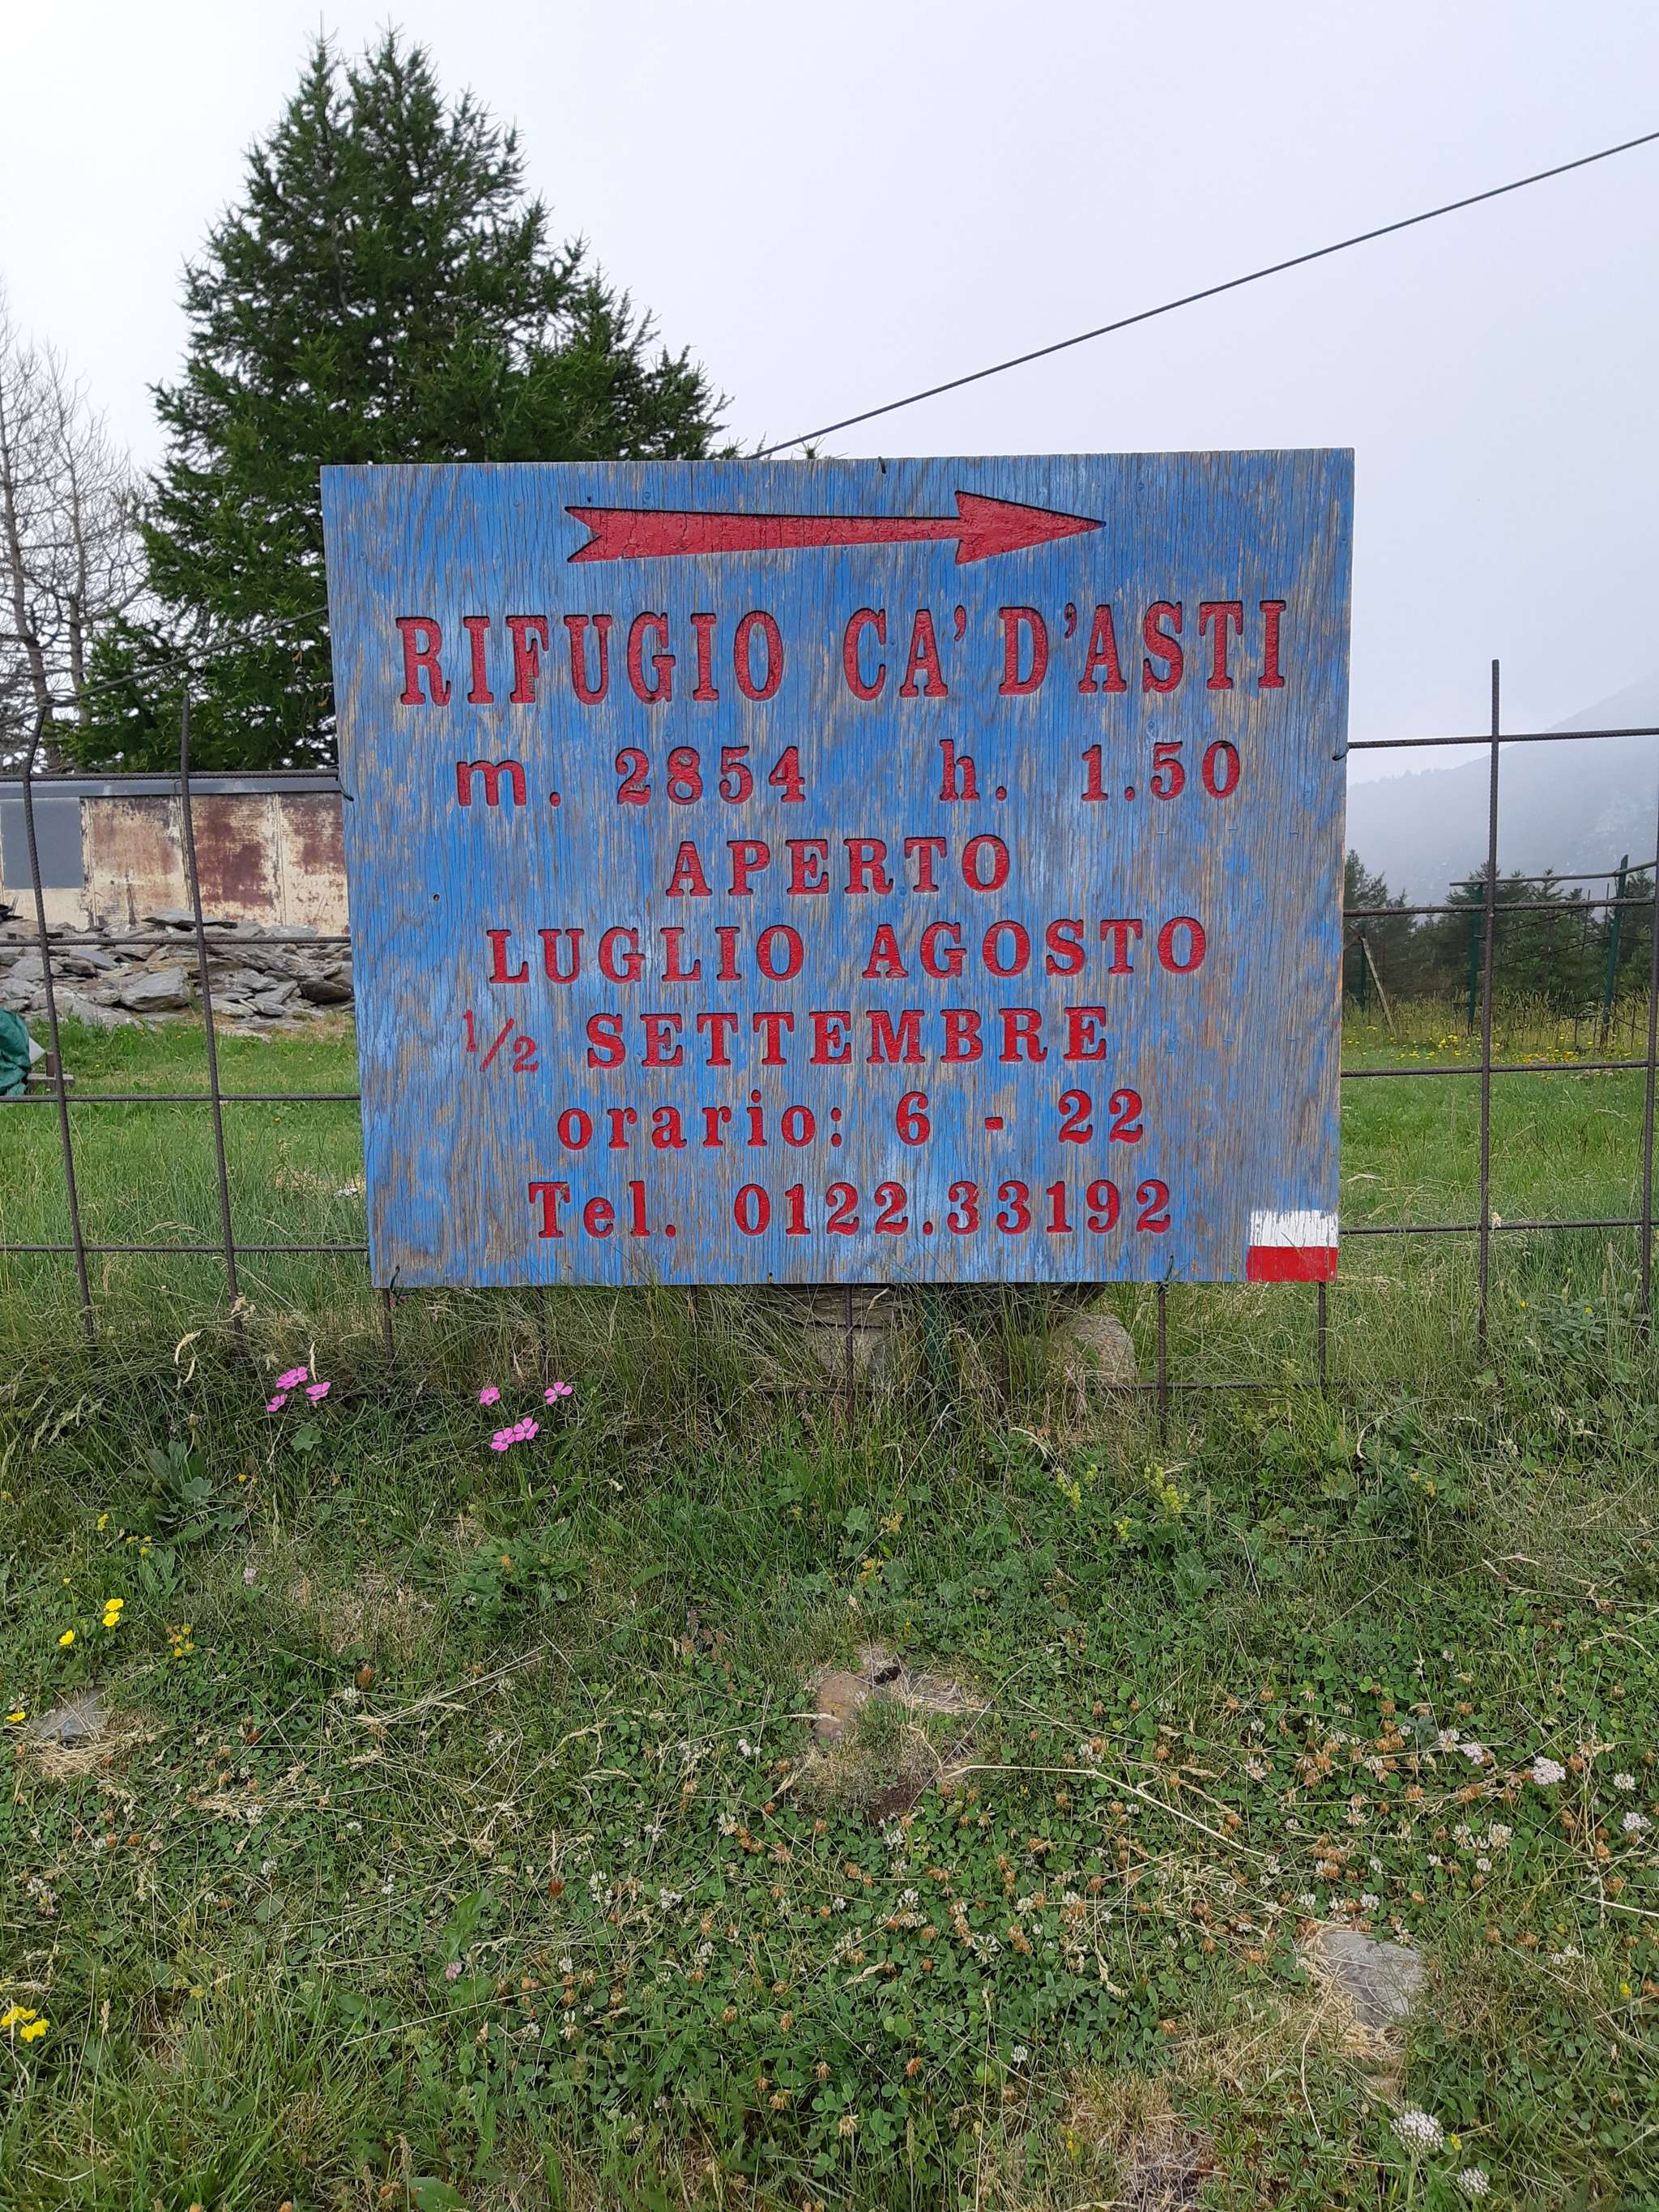 RIFUGIO CA' D'ASTI
m. 2854 h. 1.50
APERTO
LUGLIO AGOSTO
1/2 SETTEMBRE
orario: 6 - 22
Tel. 0122.33192